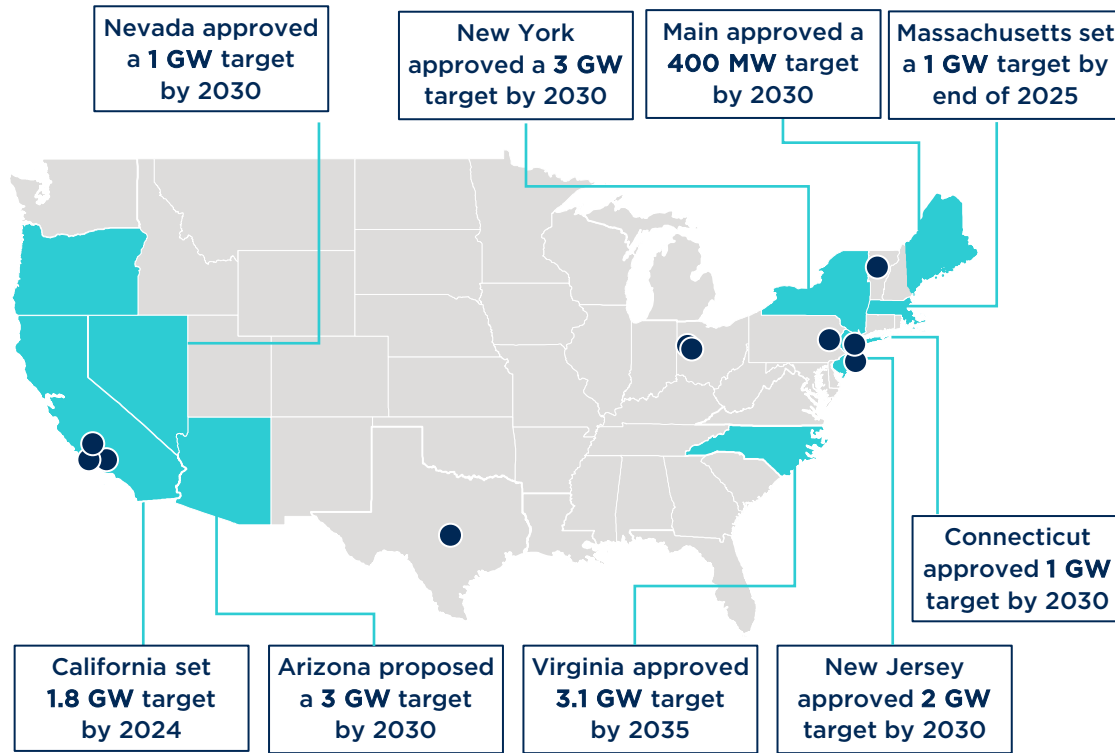 Nevada approved
a 1 GW target
by 2030
New York
approved a 3 GW
target by 2030
Main approved a
400 MW target
by 2030
Massachusetts set
a 1 GW target by
end of 2025
Connecticut
approved 1 GW
target by 2030
California set
1.8 GW target
by 2024
Arizona proposed
a 3 GW target
by 2030
Virginia approved
3.1 GW target
by 2035
New Jersey
approved 2 GW
target by 2030